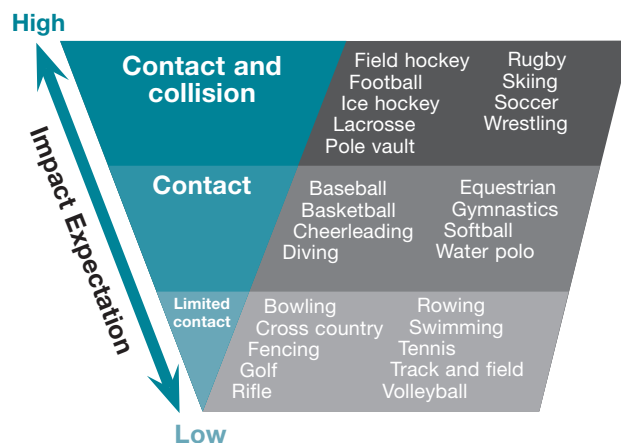 High
Impact Expectation
Low
Contact and
collision
Field hockey
Football
Ice hockey
Lacrosse
Pole vault
Rugby
Skiing
Soccer
Wrestling
Contact
Baseball
Basketball
Cheerleading
Diving
Equestrian
Gymnastics
Softball
Water polo
Limited
contact
Bowling
Cross country
Fencing
Golf
Rifle
Rowing
Swimming
Tennis
Track and field
Volleyball